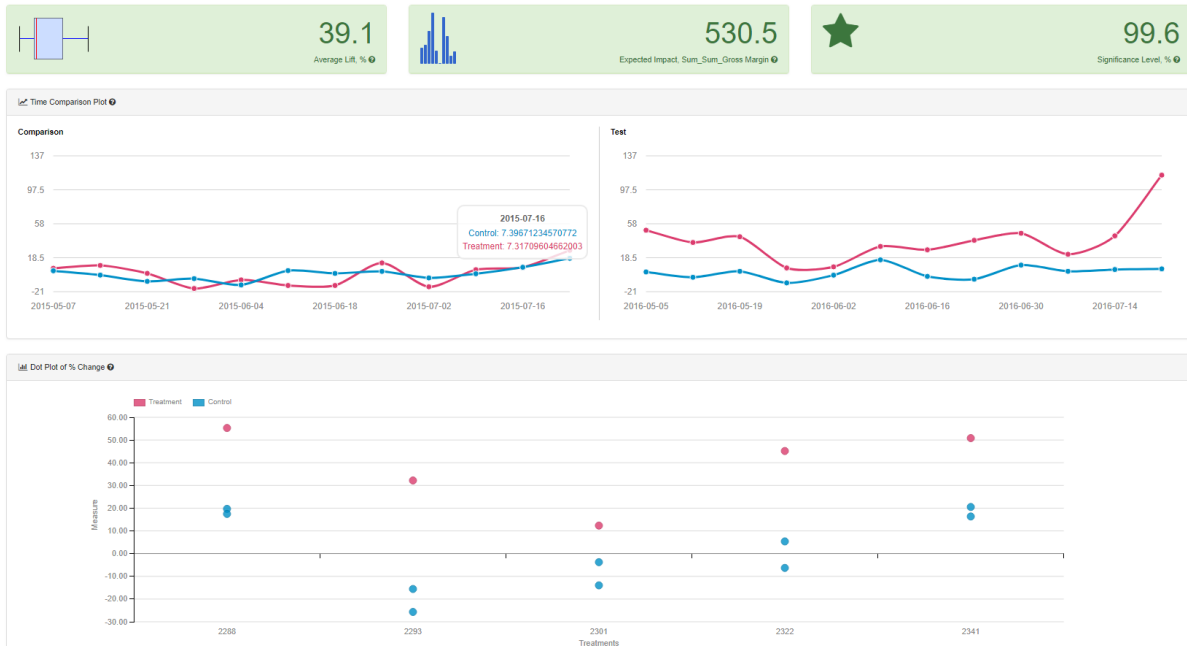 39.1
Average Lift, %
530.5
Expected Impact, Sum_Sum_Gross Margin
99.6
Significance Level, %
Time Comparison Plot
Comparison
137
97.5
58
18.5
-21
2015-05-07 2015-05-21 2015-06-04 2015-06-18 2015-07-02 2015-07-16
2015-07-16
Control: 7.39671234570772
Treatment: 7.31709604662003
Test
137
97.5
58
18.5
-21
2016-05-05 2016-05-19 2016-06-02 2016-06-16 2016-06-30 2016-07-14
Dot Plot of % Change
Treatment Control
Measure
60.00
50.00
40.00
30.00
20.00
10.00
0.00
-10.00
-20.00
-30.00
2288 2293 2301 2322 2341
Treatments